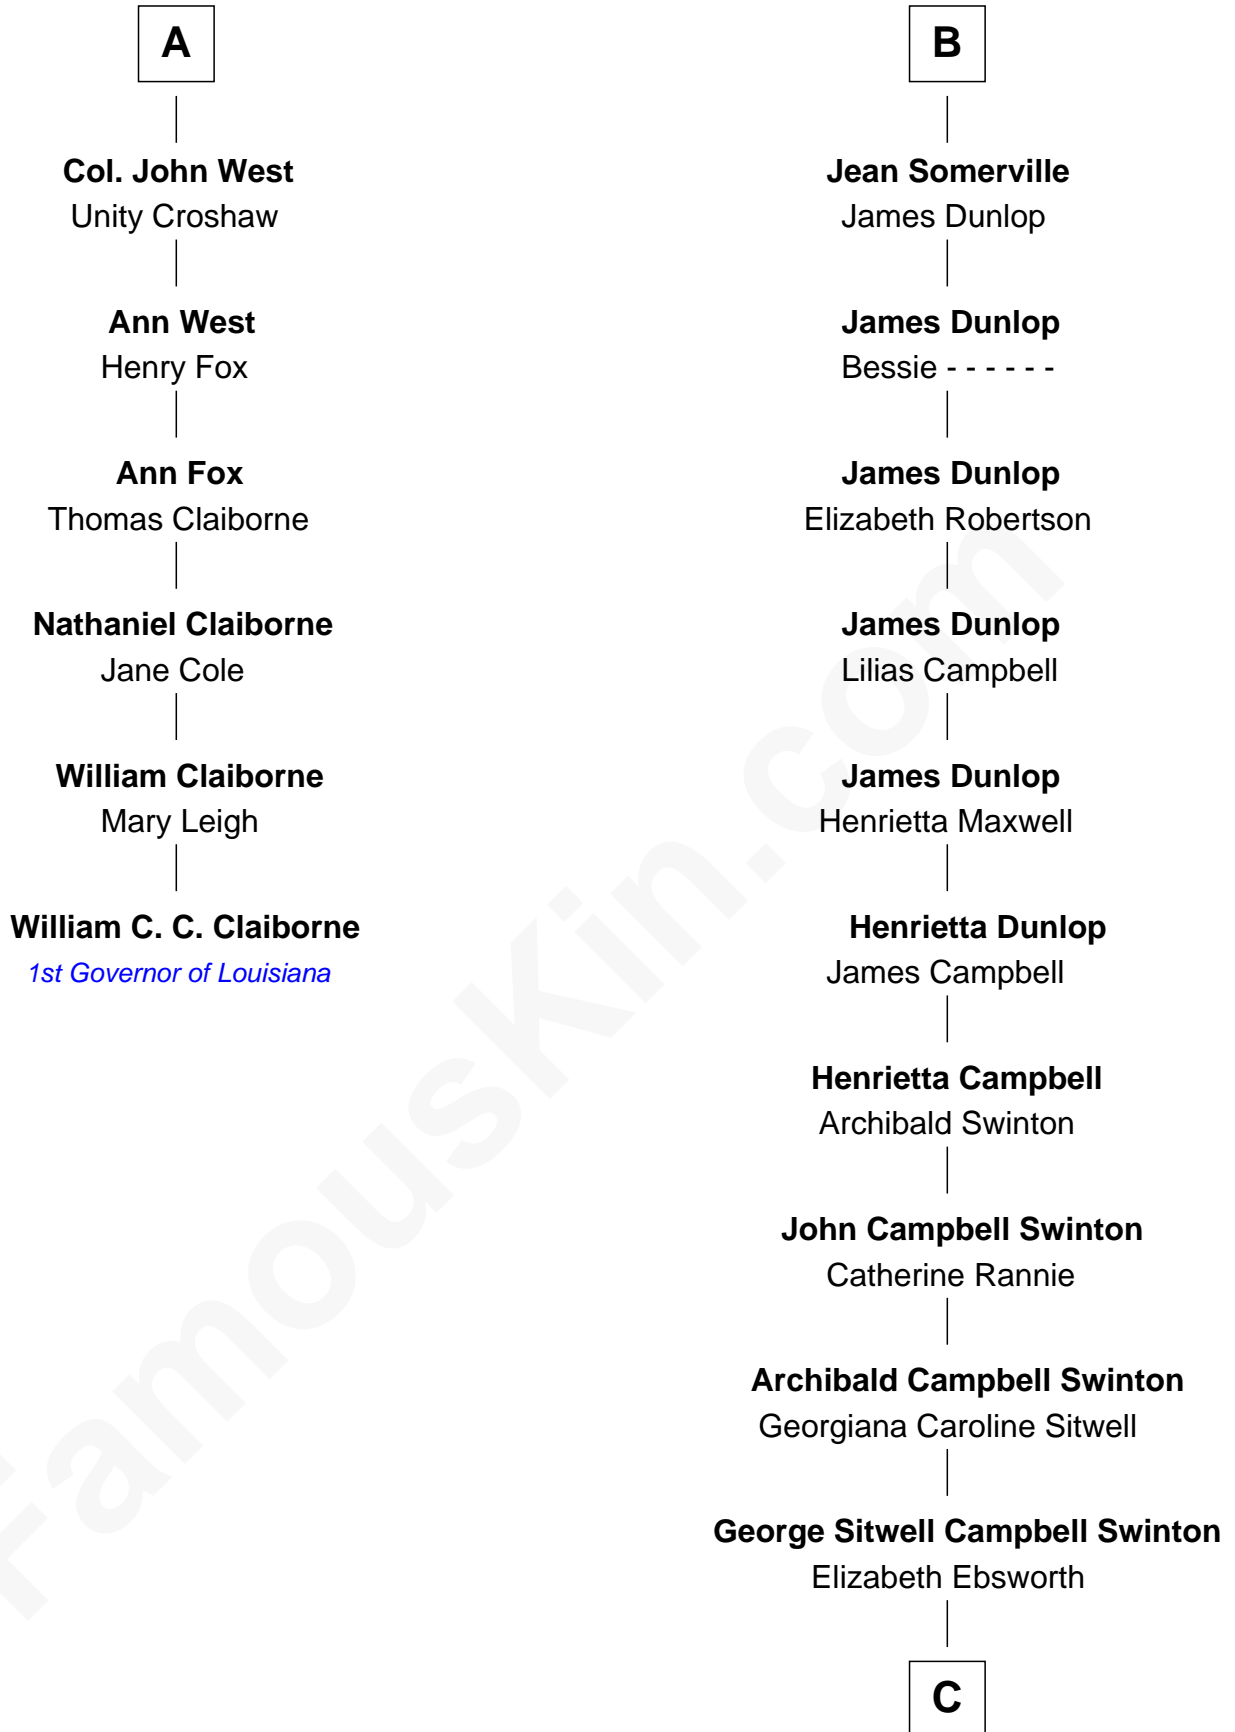 A
Col. John West
Unity Croshaw
Ann West
Henry Fox
Ann Fox
Thomas Claiborne
Nathaniel Claiborne
Jane Cole
William Claiborne
Mary Leigh
William C. C. Claiborne
1st Governor of Louisiana
B
Jean Somerville
James Dunlop
James Dunlop
Bessie - - - - - -
James Dunlop
Elizabeth Robertson
James Dunlop
Lilias Campbell
James Dunlop
Henrietta Maxwell
Henrietta Dunlop
James Campbell
Henrietta Campbell
Archibald Swinton
John Campbell Swinton
Catherine Rannie
Archibald Campbell Swinton
Georgiana Caroline Sitwell
George Sitwell Campbell Swinton
Elizabeth Ebsworth
C
FamousKin.com